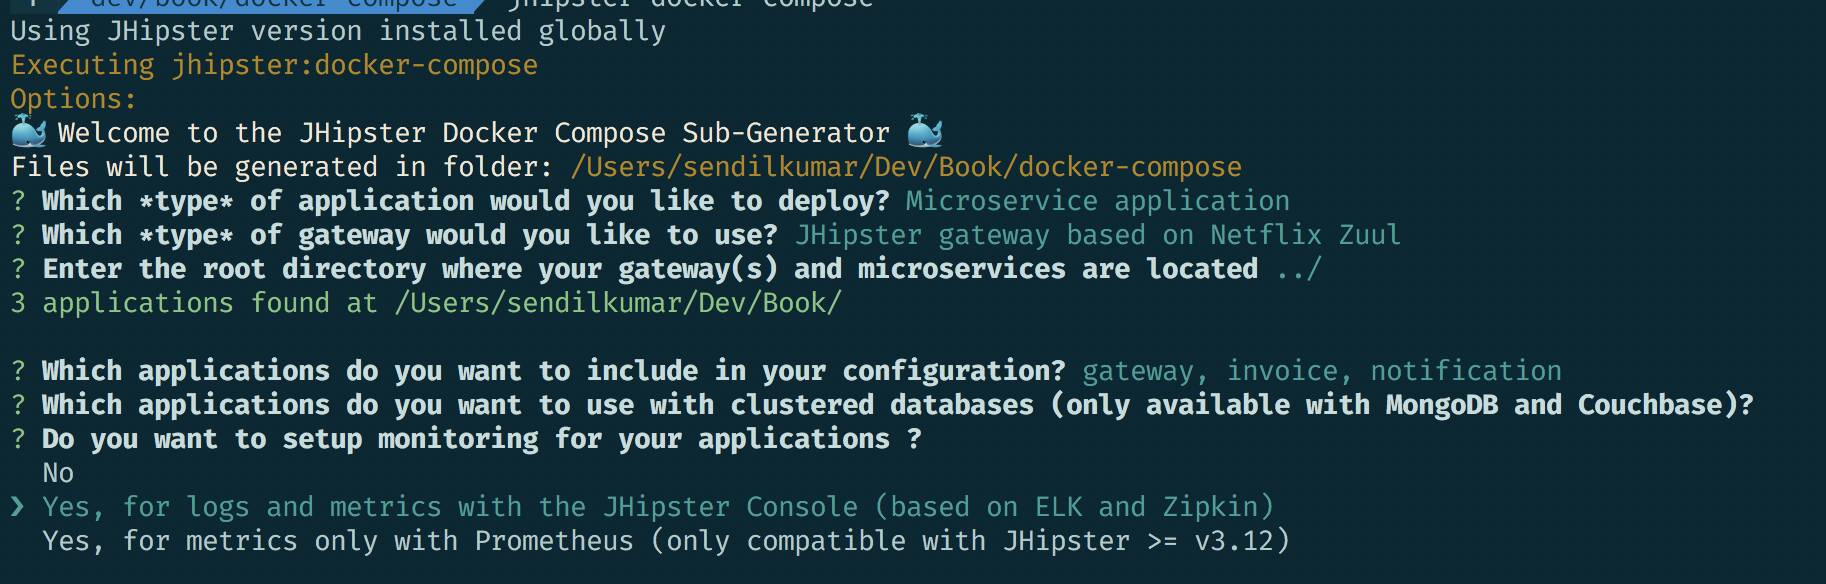 dev/book/docker-compose jhipster docker-compose
Using JHipster version installed globally
Executing jhipster:docker-compose
Options:
🐳 Welcome to the JHipster Docker Compose Sub-Generator 🐳
Files will be generated in folder: /Users/sendilkumar/Dev/Book/docker-compose
? Which *type* of application would you like to deploy? Microservice application
? Which *type* of gateway would you like to use? JHipster gateway based on Netflix Zuul
? Enter the root directory where your gateway(s) and microservices are located ../
3 applications found at /Users/sendilkumar/Dev/Book/
? Which applications do you want to include in your configuration? gateway, invoice, notification
? Which applications do you want to use with clustered databases (only available with MongoDB and Couchbase)?
? Do you want to setup monitoring for your applications ?
No
❯ Yes, for logs and metrics with the JHipster Console (based on ELK and Zipkin)
Yes, for metrics only with Prometheus (only compatible with JHipster >= v3.12)